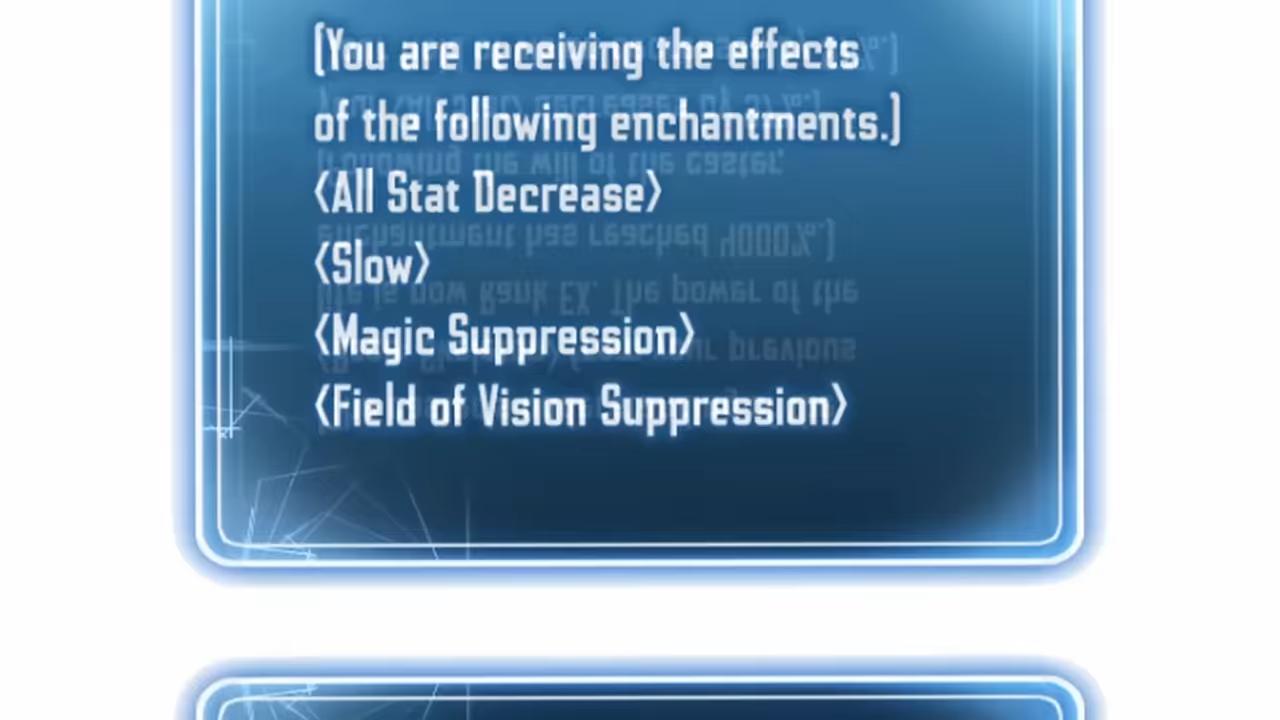 (You are receiving the effects
of the following enchantments.)
<All Stat Decrease>
<Slow>
<Magic Suppression>
<Field of Vision Suppression>